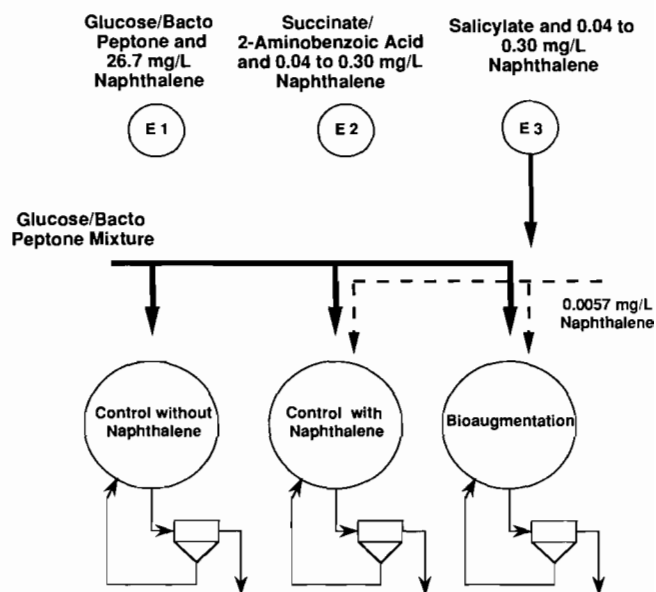 Glucose/Bacto
Peptone and
26.7 mg/L
Naphthalene
Succinate/
2-Aminobenzoic Acid
and 0.04 to 0.30 mg/L
Naphthalene
Salicylate and 0.04 to
0.30 mg/L
Naphthalene
E 1
E 2
E 3
Glucose/Bacto
Peptone Mixture
0.0057 mg/L
Naphthalene
Control without
Naphthalene
Control with
Naphthalene
Bioaugmentation